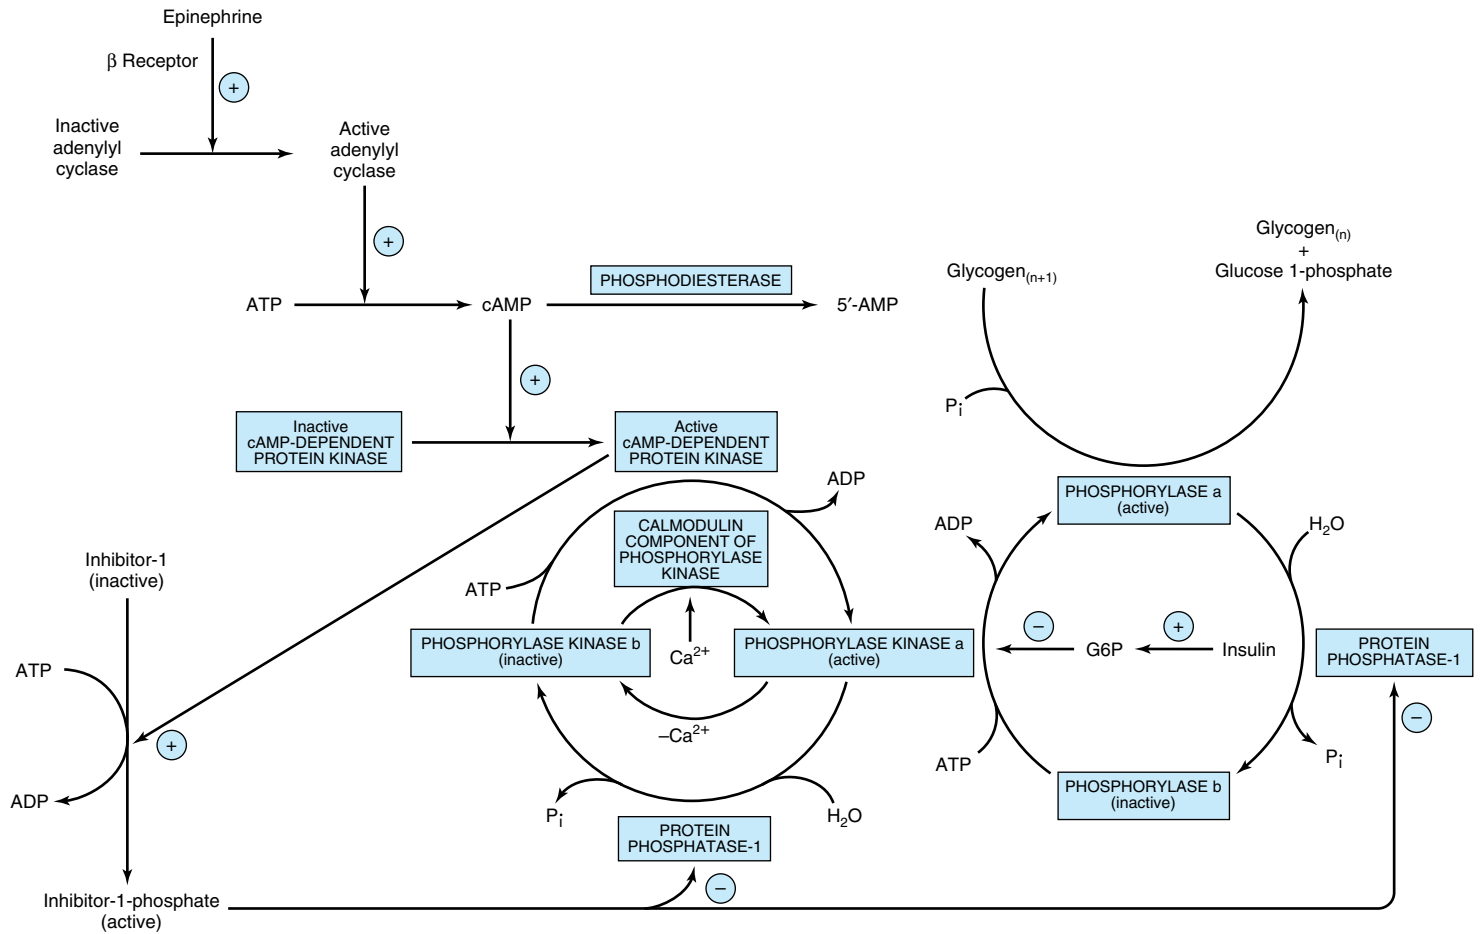 Epinephrine
β Receptor
+
Inactive
adenylyl
cyclase
Active
adenylyl
cyclase
+
ATP
cAMP
PHOSPHODIESTERASE
5′-AMP
+
Inactive
cAMP-DEPENDENT
PROTEIN KINASE
Active
cAMP-DEPENDENT
PROTEIN KINASE
Glycogen(n+1)
Glycogen(n)
+
Glucose 1-phosphate
Pi
PHOSPHORYLASE a
(active)
ADP
CALMODULIN
COMPONENT OF
PHOSPHORYLASE
KINASE
ATP
PHOSPHORYLASE KINASE b
(inactive)
Ca2+
PHOSPHORYLASE KINASE a
(active)
–Ca2+
Pi
H2O
PROTEIN
PHOSPHATASE-1
–
ADP
H2O
–
G6P
+
Insulin
PROTEIN
PHOSPHATASE-1
–
ATP
Pi
PHOSPHORYLASE b
(inactive)
Inhibitor-1
(inactive)
ATP
+
ADP
Inhibitor-1-phosphate
(active)